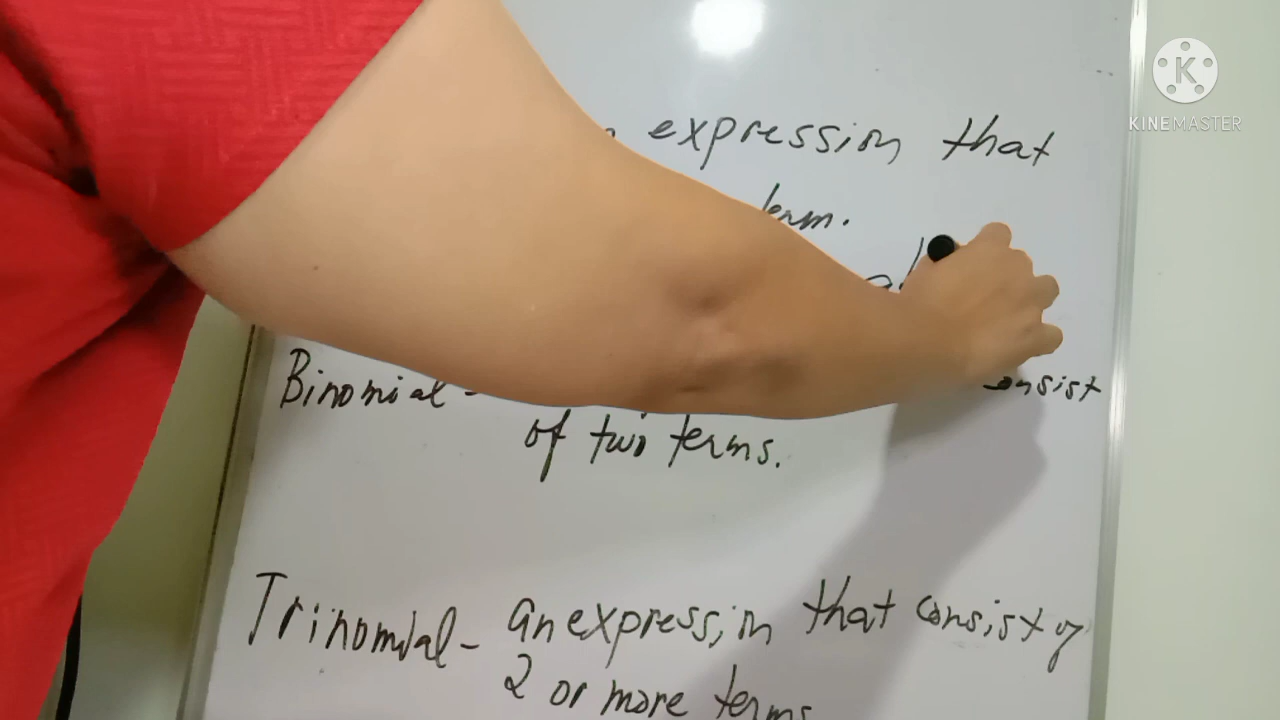 expression that
term.
Binomial - consist
of two terms.
Trinomial - an expression that consist of
2 or more terms
KINEMASTER